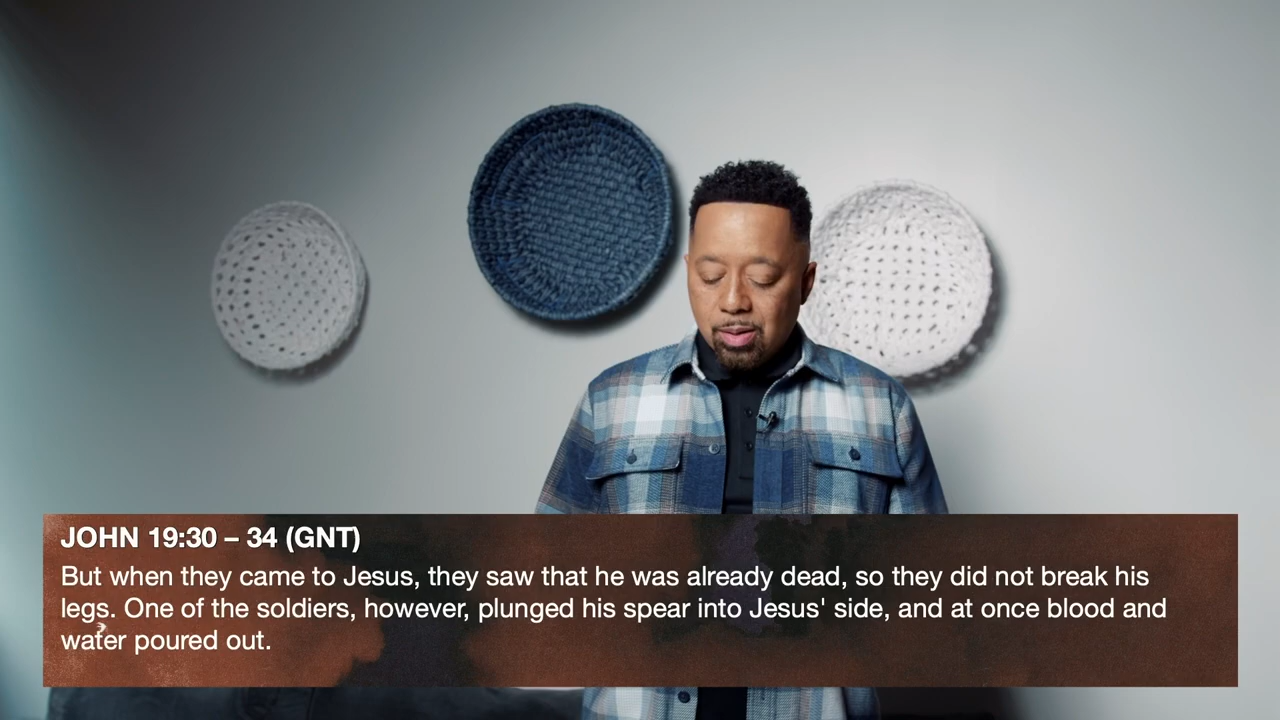 JOHN 19:30 – 34 (GNT)
But when they came to Jesus, they saw that he was already dead, so they did not break his
legs. One of the soldiers, however, plunged his spear into Jesus' side, and at once blood and
water poured out.